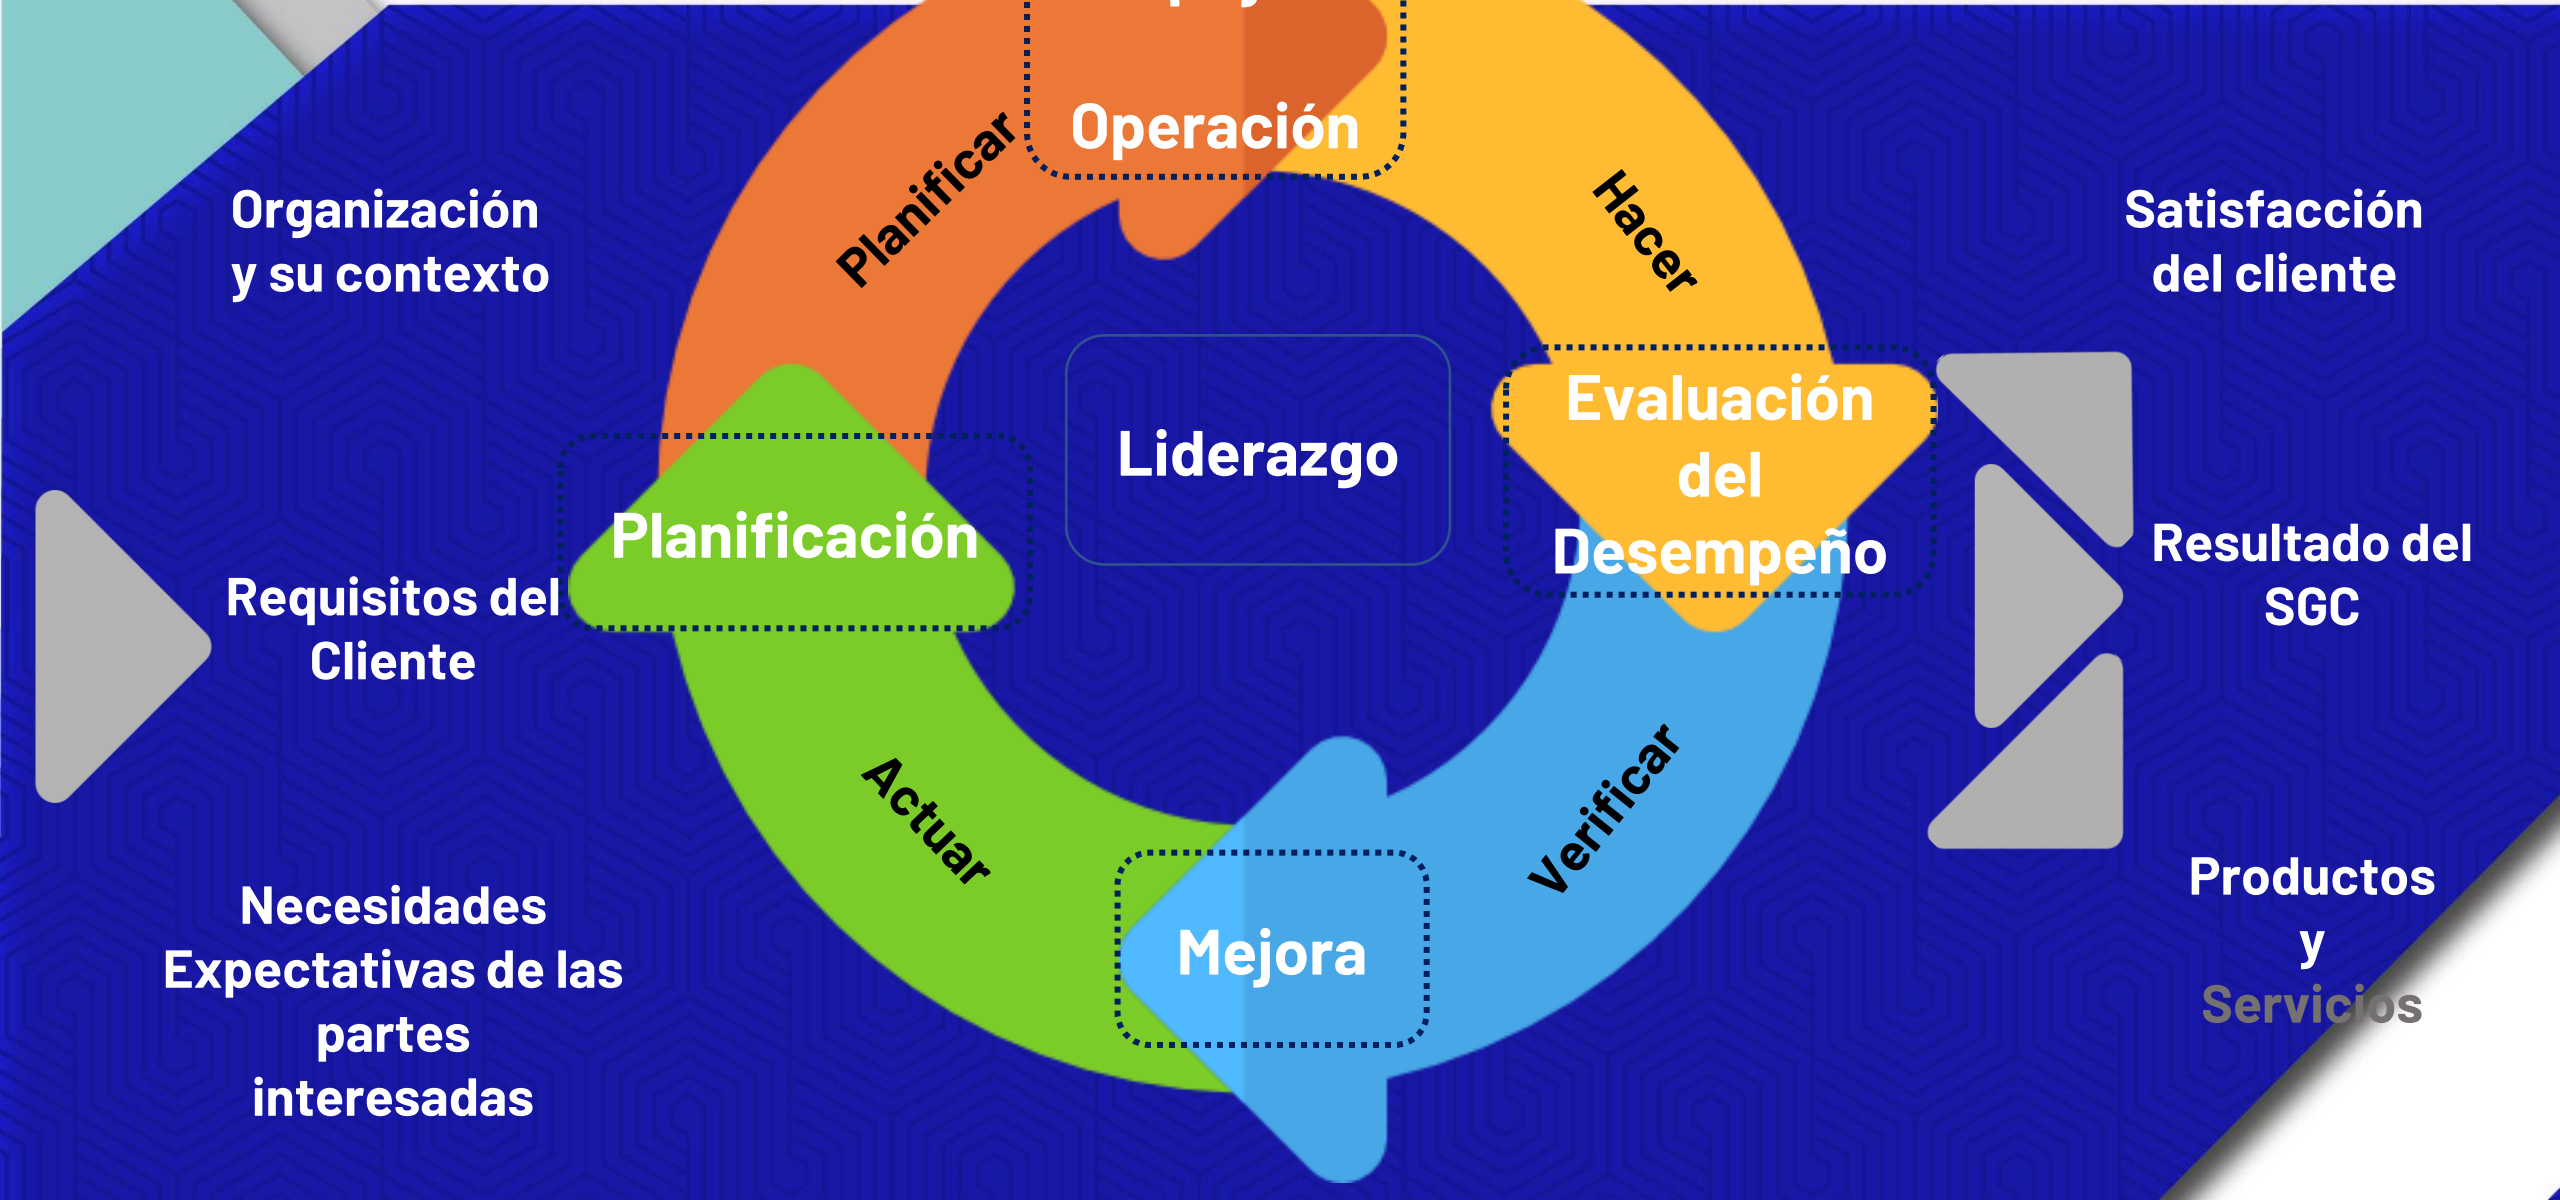 Operación
Planificar
Hacer
Organización
y su contexto
Satisfacción
del cliente
Liderazgo
Evaluación
del
Desempeño
Planificación
Requisitos del
Cliente
Resultado del
SGC
Actuar
Verificar
Mejora
Necesidades
Expectativas de las
partes
interesadas
Productos
y
Servicios